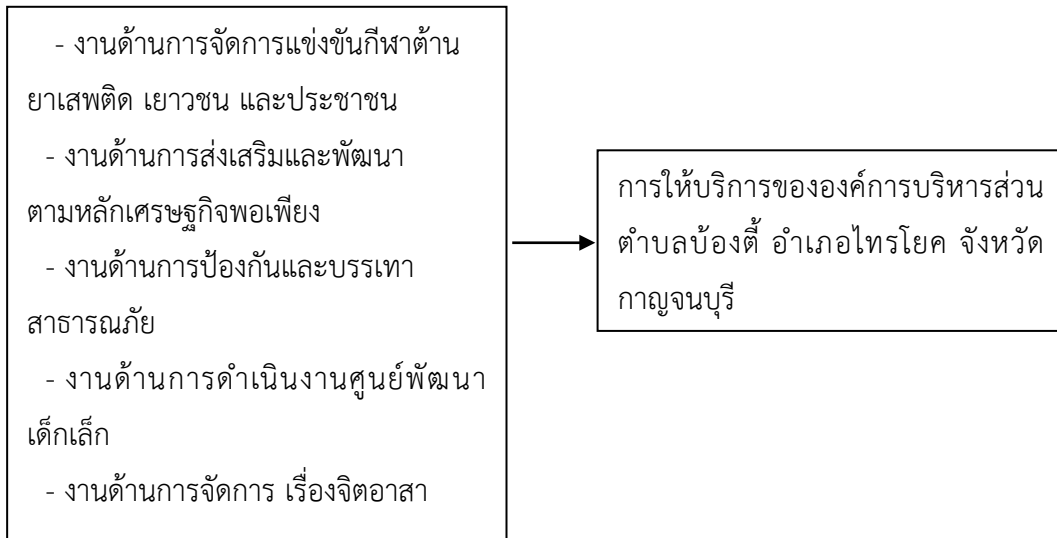 - งานด้านการจัดการแข่งขันกีฬาต้าน
ยาเสพติด เยาวชน และประชาชน
- งานด้านการส่งเสริมและพัฒนา
ตามหลักเศรษฐกิจพอเพียง
- งานด้านการป้องกันและบรรเทา
สาธารณภัย
- งานด้านการดำเนินงานศูนย์พัฒนา
เด็กเล็ก
- งานด้านการจัดการ เรื่องจิตอาสา
การให้บริการขององค์การบริหารส่วน
ตำบลบ้องตี้ อำเภอไทรโยค จังหวัด
กาญจนบุรี